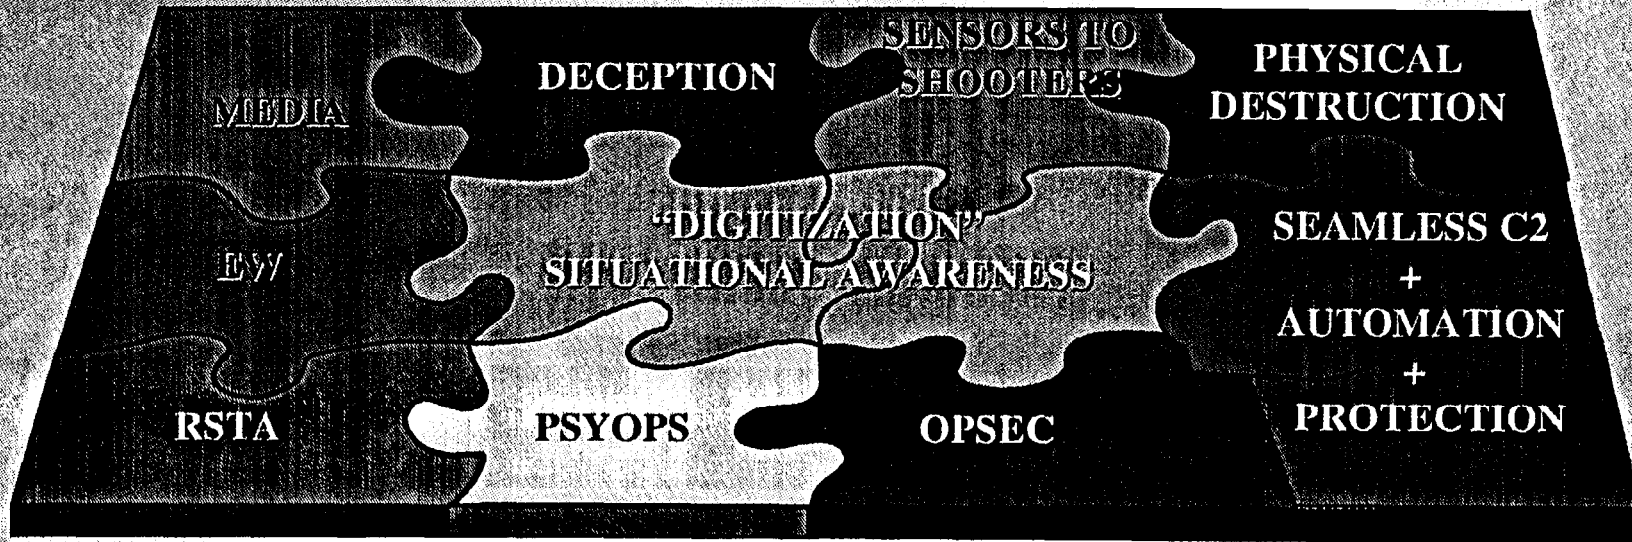 MEDIA
DECEPTION
SENSORS TO
SHOOTERS
PHYSICAL
DESTRUCTION
EW
“DIGITIZATION”
SITUATIONAL AWARENESS
SEAMLESS C2
+
AUTOMATION
+
PROTECTION
RSTA
PSYOPS
OPSEC